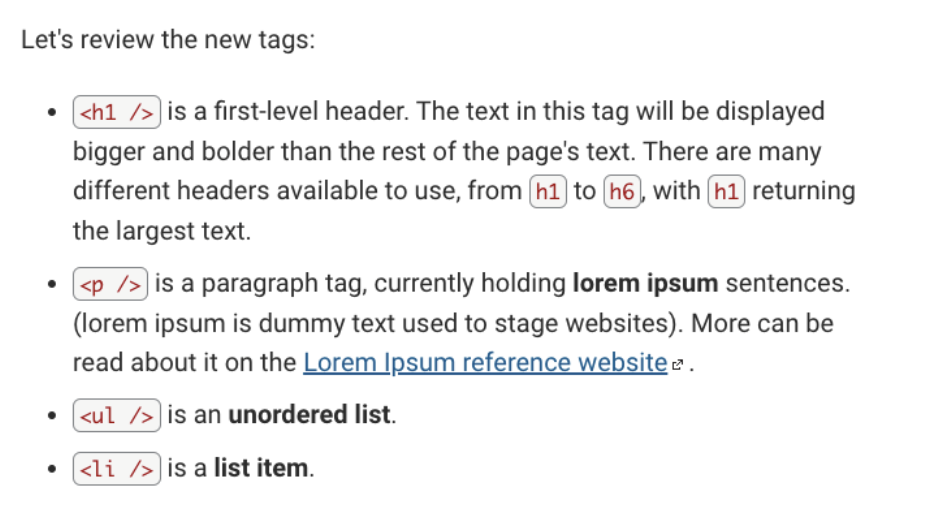 Let's review the new tags:
• <h1 /> is a first-level header. The text in this tag will be displayed
bigger and bolder than the rest of the page's text. There are many
different headers available to use, from h1 to h6, with h1 returning
the largest text.
• <p /> is a paragraph tag, currently holding lorem ipsum sentences.
(lorem ipsum is dummy text used to stage websites). More can be
read about it on the Lorem Ipsum reference website .
• <ul /> is an unordered list.
• <li /> is a list item.